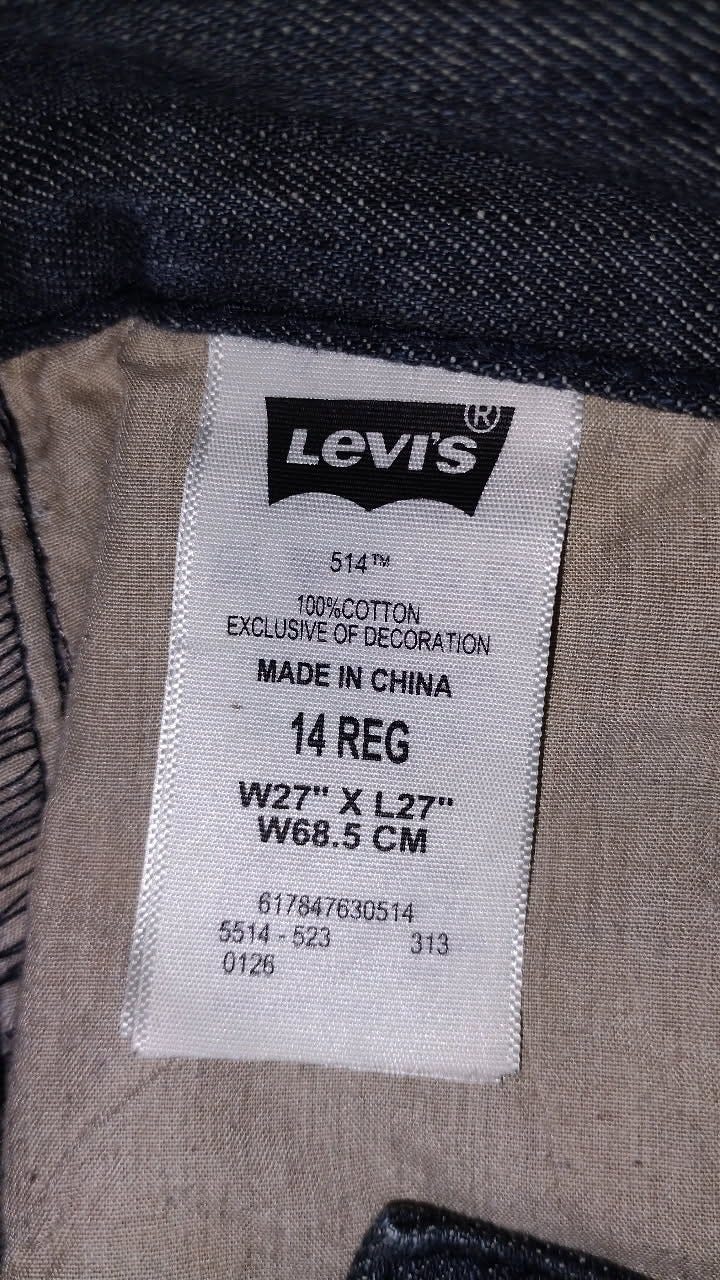 LEVI'S®
514™
100%COTTON
EXCLUSIVE OF DECORATION
MADE IN CHINA
14 REG
W27" X L27"
W68.5 CM
617847630514
5514 - 523 313
0126